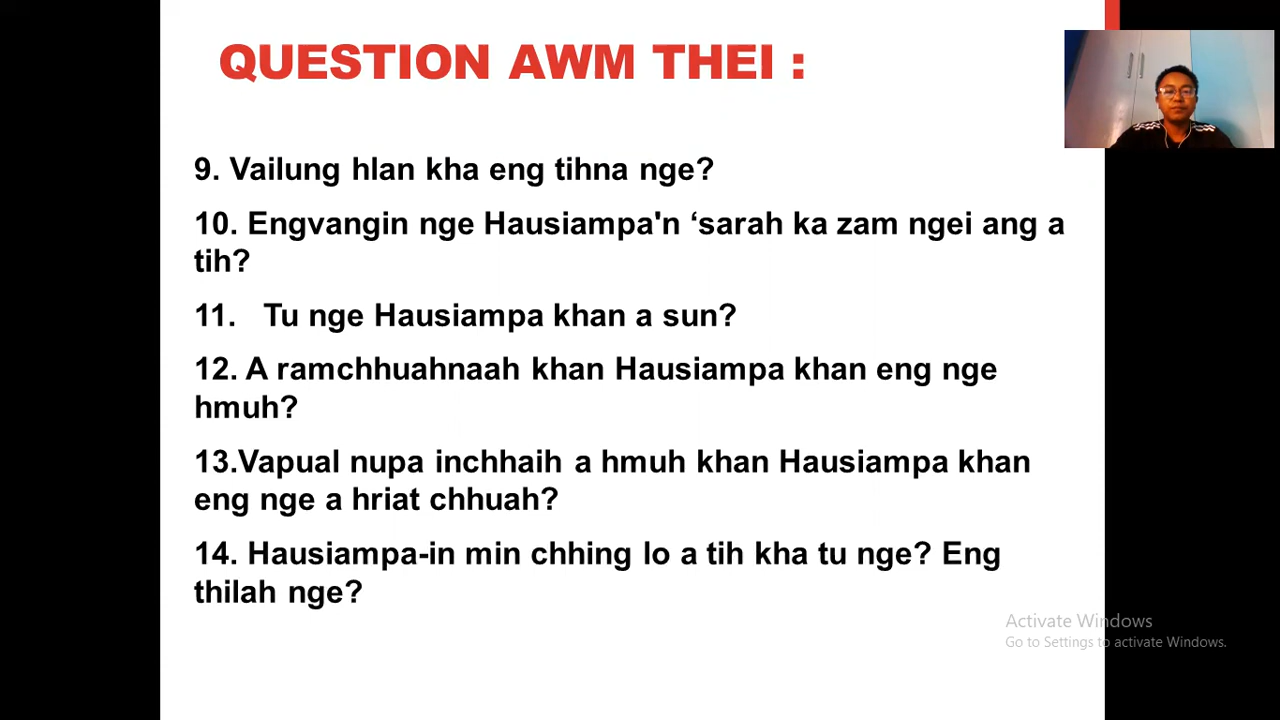 QUESTION AWM THEI :
9. Vailung hlan kha eng tihna nge?
10. Engvangin nge Hausiampa'n ‘sarah ka zam ngei ang a
tih?
11. Tu nge Hausiampa khan a sun?
12. A ramchhuahnaah khan Hausiampa khan eng nge
hmuh?
13.Vapual nupa inchhaih a hmuh khan Hausiampa khan
eng nge a hriat chhuah?
14. Hausiampa-in min chhing lo a tih kha tu nge? Eng
thilah nge?
Activate Windows
Go to Settings to activate Windows.